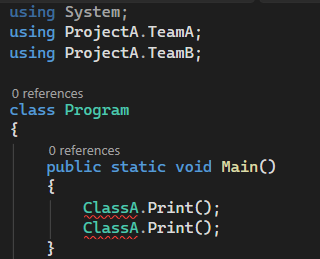 using System;
using ProjectA.TeamA;
using ProjectA.TeamB;
0 references
class Program
{
0 references
public static void Main()
{
ClassA.Print();
ClassA.Print();
}